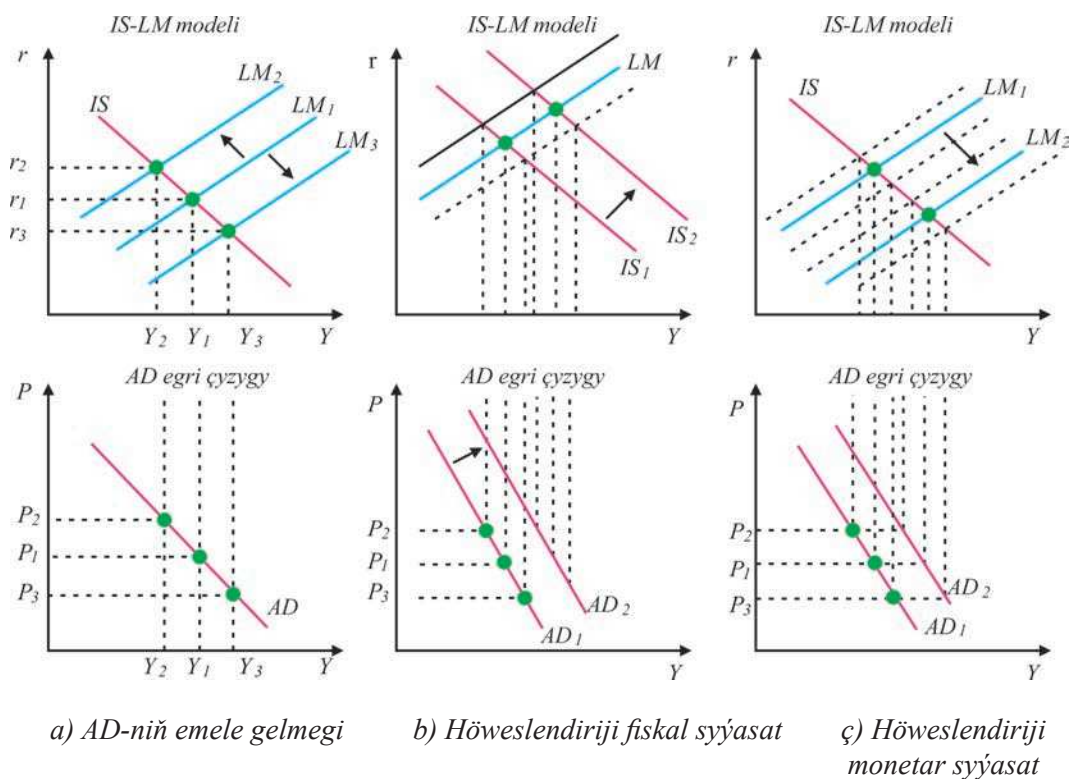 IS-LM modeli
r
IS
LM2
LM1
LM3
r2
r1
r3
Y2 Y1 Y3 Y
IS-LM modeli
r
LM
IS2
IS1
Y
IS-LM modeli
r
IS
LM1
LM2
Y
AD egri çyzygy
P
P2
P1
P3
AD
Y2 Y1 Y3 Y
AD egri çyzygy
P
P2
P1
P3
AD2
AD1
Y
AD egri çyzygy
P
P2
P1
P3
AD2
AD1
Y
a) AD-niň emele gelmegi
b) Höweslendiriji fiskal syýasat
ç) Höweslendiriji
monetar syýasat